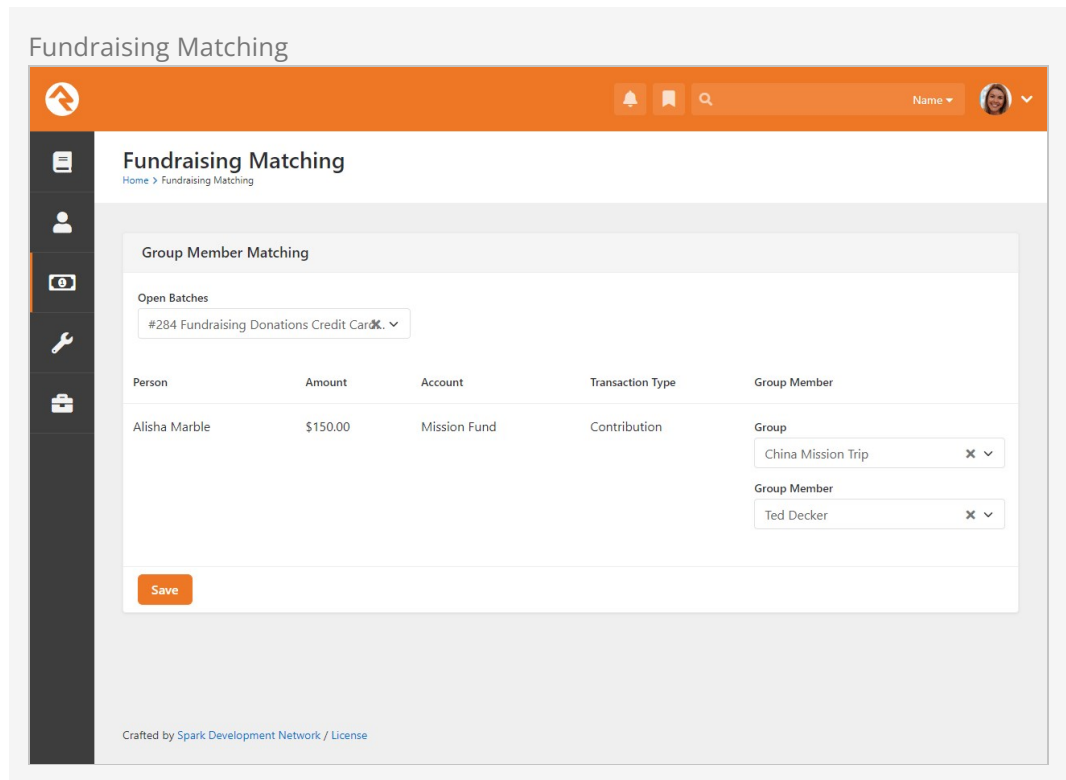 Fundraising Matching
Name
Fundraising Matching
Home > Fundraising Matching
Group Member Matching
Open Batches
#284 Fundraising Donations Credit Card...
Person Amount Account Transaction Type Group Member
Alisha Marble $150.00 Mission Fund Contribution Group
China Mission Trip
Group Member
Ted Decker
Save
Crafted by Spark Development Network / License